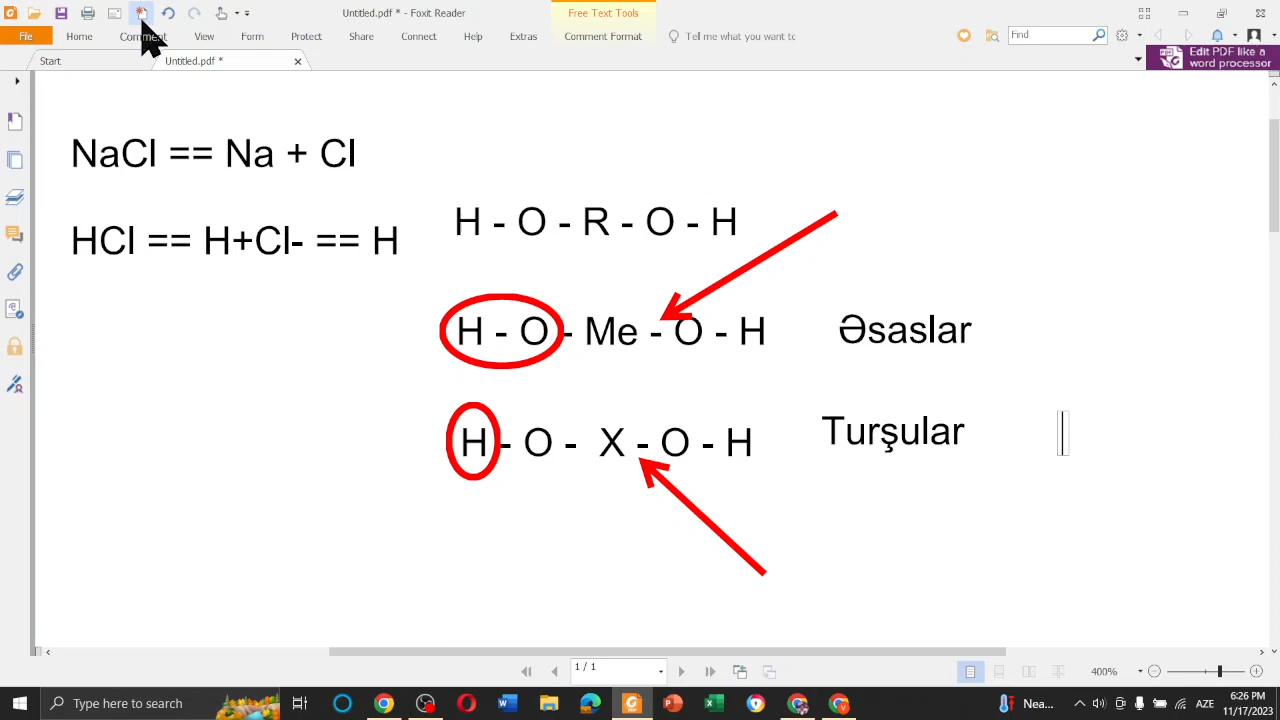 Untitled.pdf * - Foxit Reader
Free Text Tools
File Home Comment View Form Protect Share Connect Help Extras Comment Format Tell me what you want tc Find
Start Untitled.pdf *
Edit PDF like a
word processor
NaCl == Na + Cl
H - O - R - O - H
HCl == H+Cl- == H
H - O - Me - O - H Əsaslar
H - O - X - O - H Turşular
1 / 1 400%
Type here to search Nea... AZE 6:26 PM
11/17/2023